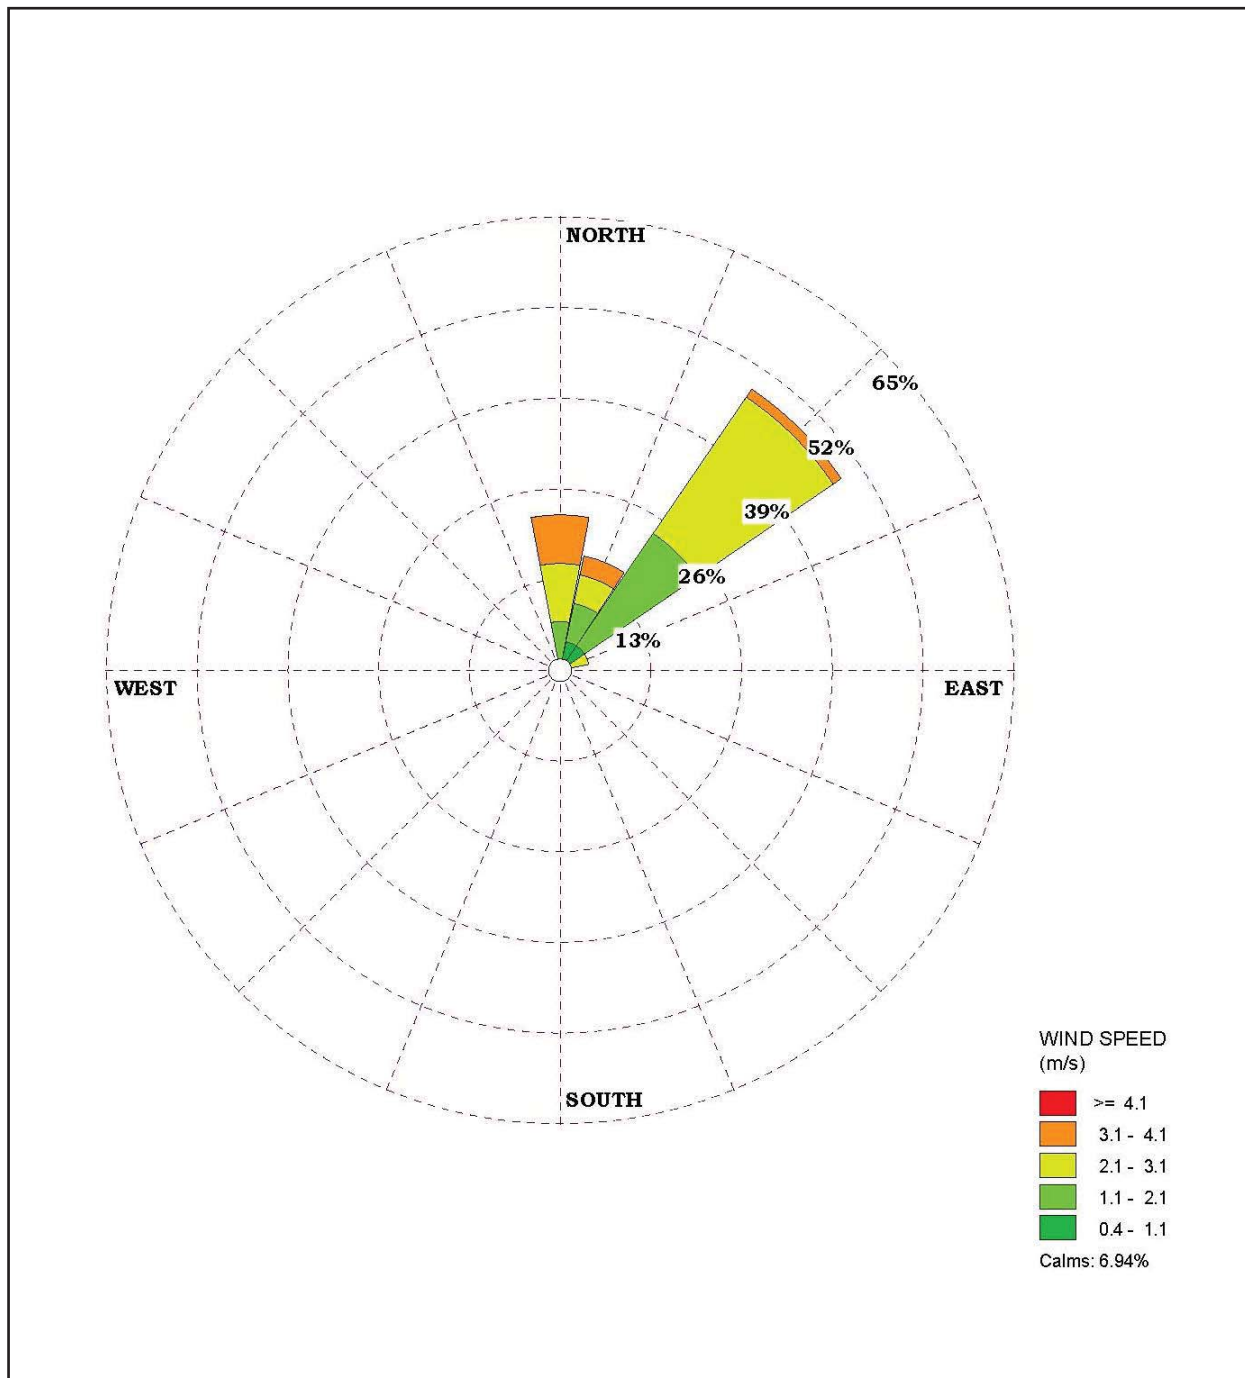 NORTH
65%
52%
39%
26%
13%
WEST
EAST
SOUTH
WIND SPEED
(m/s)
>= 4.1
3.1 - 4.1
2.1 - 3.1
1.1 - 2.1
0.4 - 1.1
Calms: 6.94%